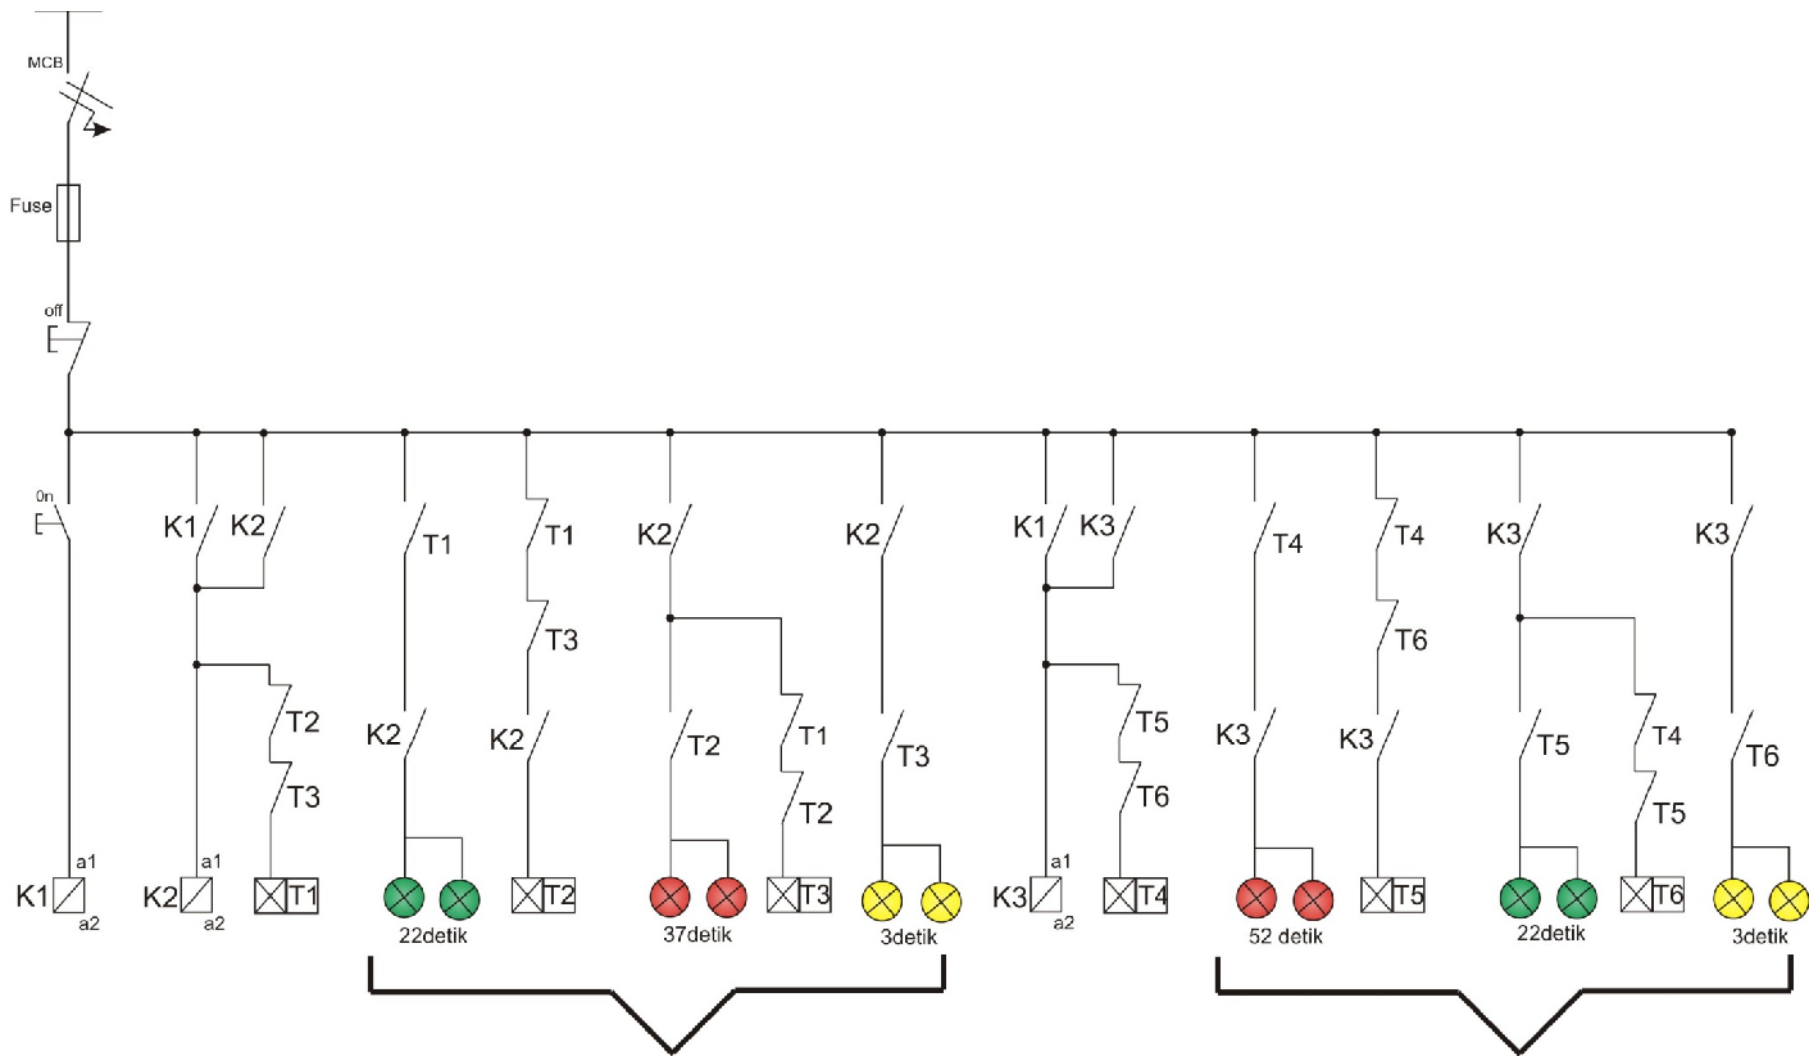 MCB
Fuse
off
0n
K1 K2
T1
T1
K2
K2
K1 K3
T4
T4
K3
K3
T3
T6
T2
K2
K2
T2
T1
T3
T5
K3
K3
T5
T4
T6
T3
T2
T6
T5
a1
a1
a1
K1
K2
T1
T2
T3
K3
T4
T5
T6
a2
a2
a2
22detik
37detik
3detik
52 detik
22detik
3detik